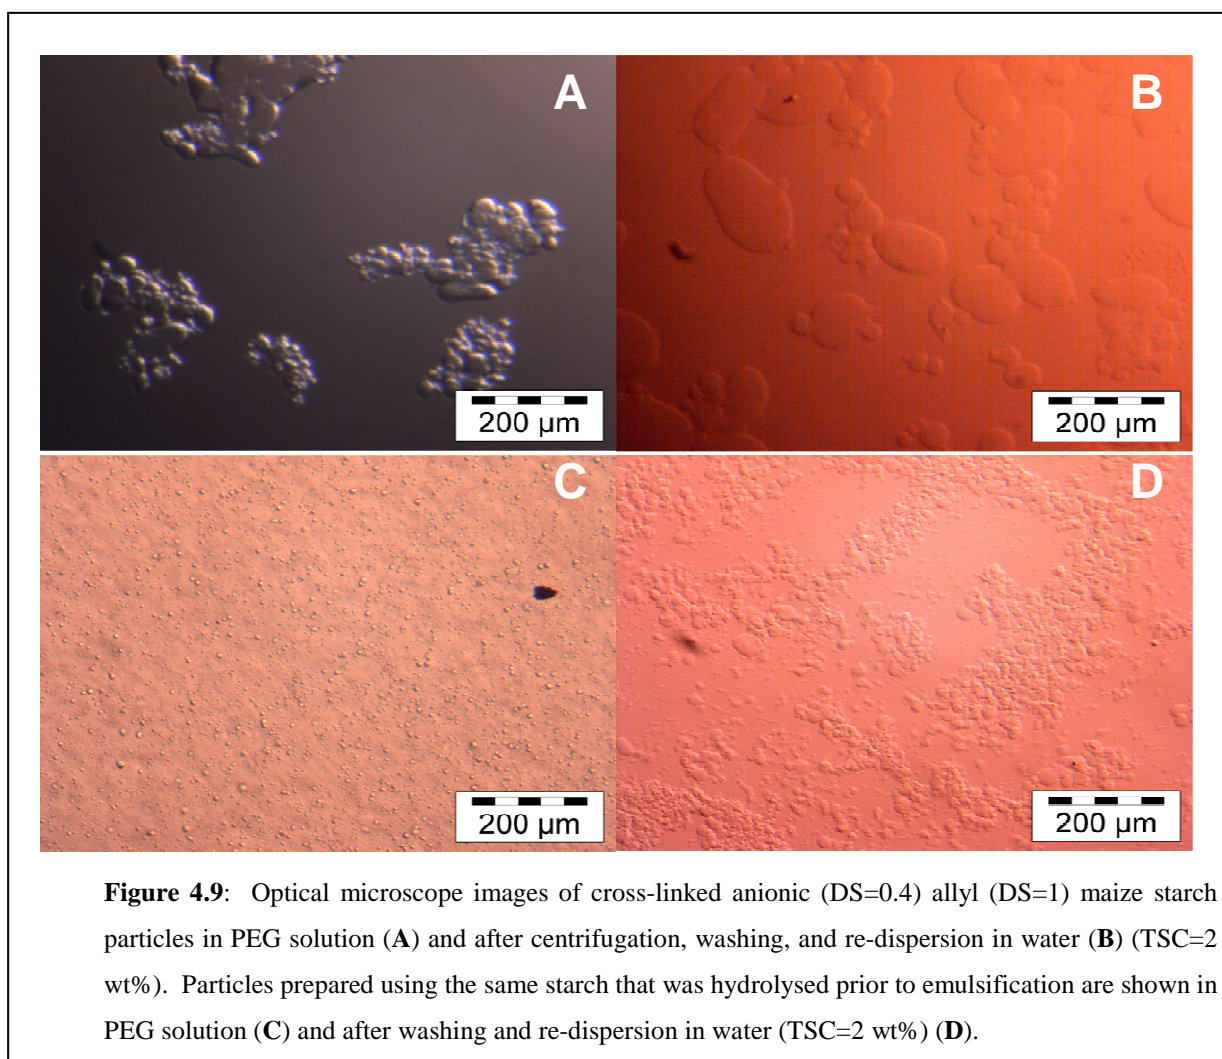 A
B
200 µm
200 µm
C
D
200 µm
200 µm
Figure 4.9: Optical microscope images of cross-linked anionic (DS=0.4) allyl (DS=1) maize starch
particles in PEG solution (A) and after centrifugation, washing, and re-dispersion in water (B) (TSC=2
wt%). Particles prepared using the same starch that was hydrolysed prior to emulsification are shown in
PEG solution (C) and after washing and re-dispersion in water (TSC=2 wt%) (D).